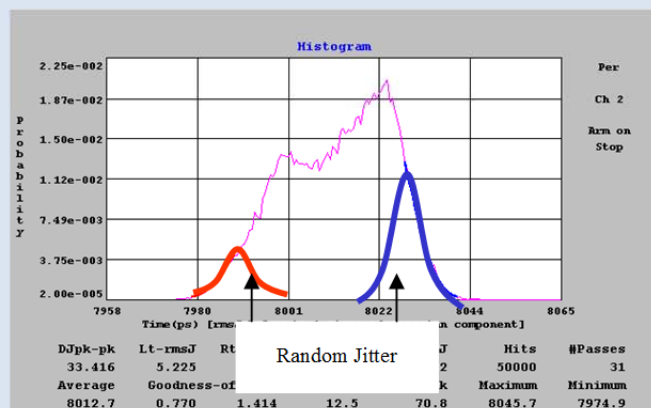 Histogram
2.25e-002
1.87e-002
1.50e-002
1.12e-002
7.49e-003
3.75e-003
2.00e-005
Probability
Per
Ch 2
Arm on
Stop
7958 7980 8001 8022 8044 8065
Time(ps) [rms component]
Random Jitter
DJpk-pk Lt-rmsJ Hits #Passes
33.416 5.225 50000 31
Average Goodness-of Maximum Minimum
8012.7 0.770 1.414 12.5 70.8 8045.7 7974.9